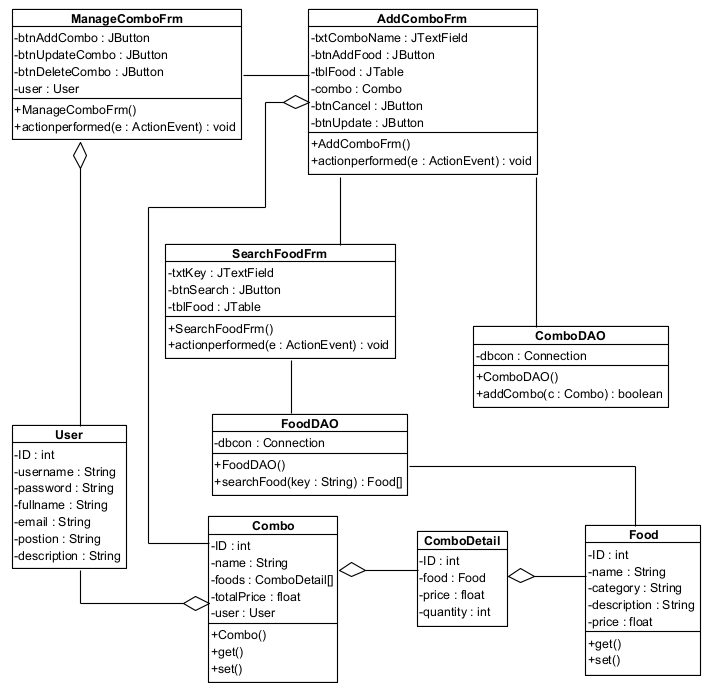 ManageComboFrm
-btnAddCombo : JButton
-btnUpdateCombo : JButton
-btnDeleteCombo : JButton
-user : User
+ManageComboFrm()
+actionperformed(e : ActionEvent) : void
AddComboFrm
-txtComboName : JTextField
-btnAddFood : JButton
-tblFood : JTable
-combo : Combo
-btnCancel : JButton
-btnUpdate : JButton
+AddComboFrm()
+actionperformed(e : ActionEvent) : void
SearchFoodFrm
-txtKey : JTextField
-btnSearch : JButton
-tblFood : JTable
+SearchFoodFrm()
+actionperformed(e : ActionEvent) : void
ComboDAO
-dbcon : Connection
+ComboDAO()
+addCombo(c : Combo) : boolean
FoodDAO
-dbcon : Connection
+FoodDAO()
+searchFood(key : String) : Food[]
User
-ID : int
-username : String
-password : String
-fullname : String
-email : String
-postion : String
-description : String
Combo
-ID : int
-name : String
-foods : ComboDetail[]
-totalPrice : float
-user : User
+Combo()
+get()
+set()
ComboDetail
-ID : int
-food : Food
-price : float
-quantity : int
Food
-ID : int
-name : String
-category : String
-description : String
-price : float
+get()
+set()